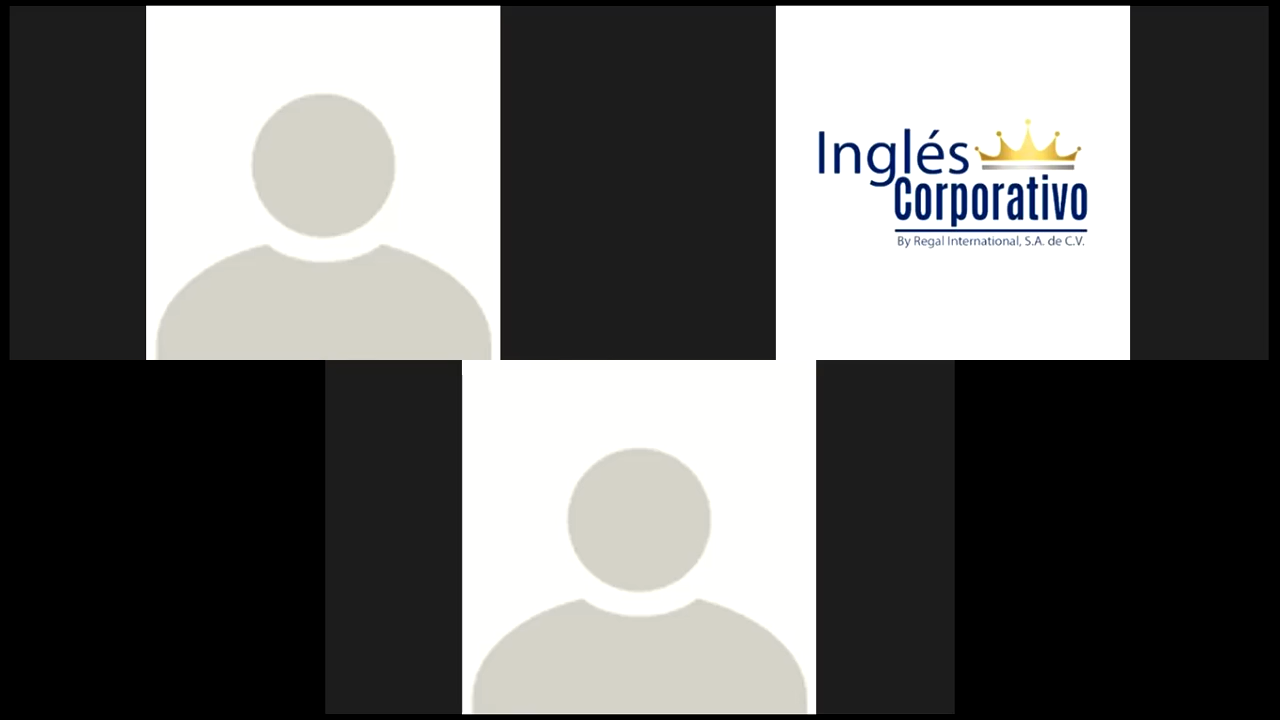 Inglés
Corporativo
By Regal International, S.A. de C.V.